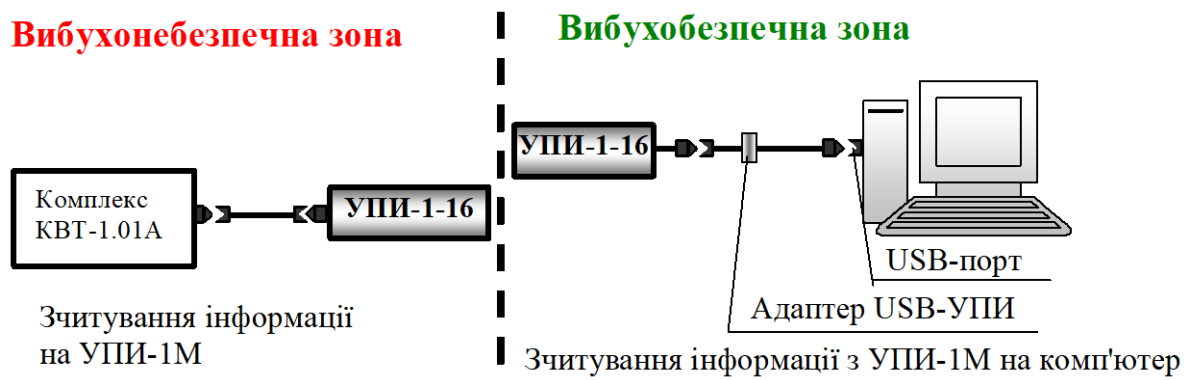 Вибухонебезпечна зона
Вибухобезпечна зона
УПИ-1-16
Комплекс
КВТ-1.01А
УПИ-1-16
USB-порт
Адаптер USB-УПИ
Зчитування інформації
на УПИ-1М
Зчитування інформації з УПИ-1М на комп'ютер